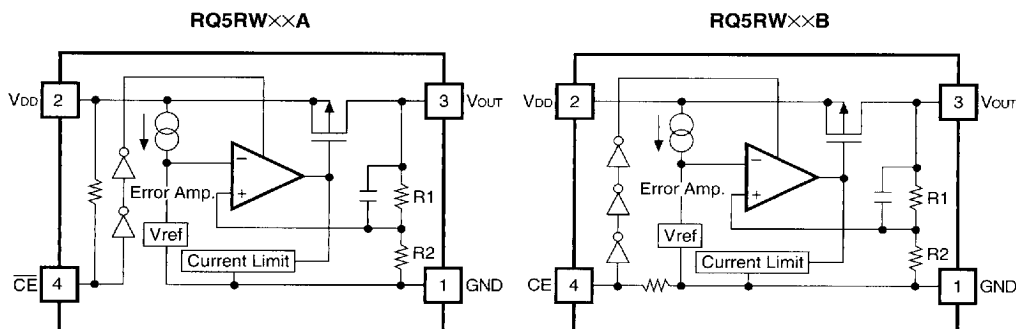 RQ5RW××A
VDD 2
3 VOUT
−
+
Error Amp.
R1
Vref
R2
Current Limit
C̅E̅ 4
1 GND
RQ5RW××B
VDD 2
3 VOUT
−
+
Error Amp.
R1
Vref
R2
Current Limit
CE 4
1 GND